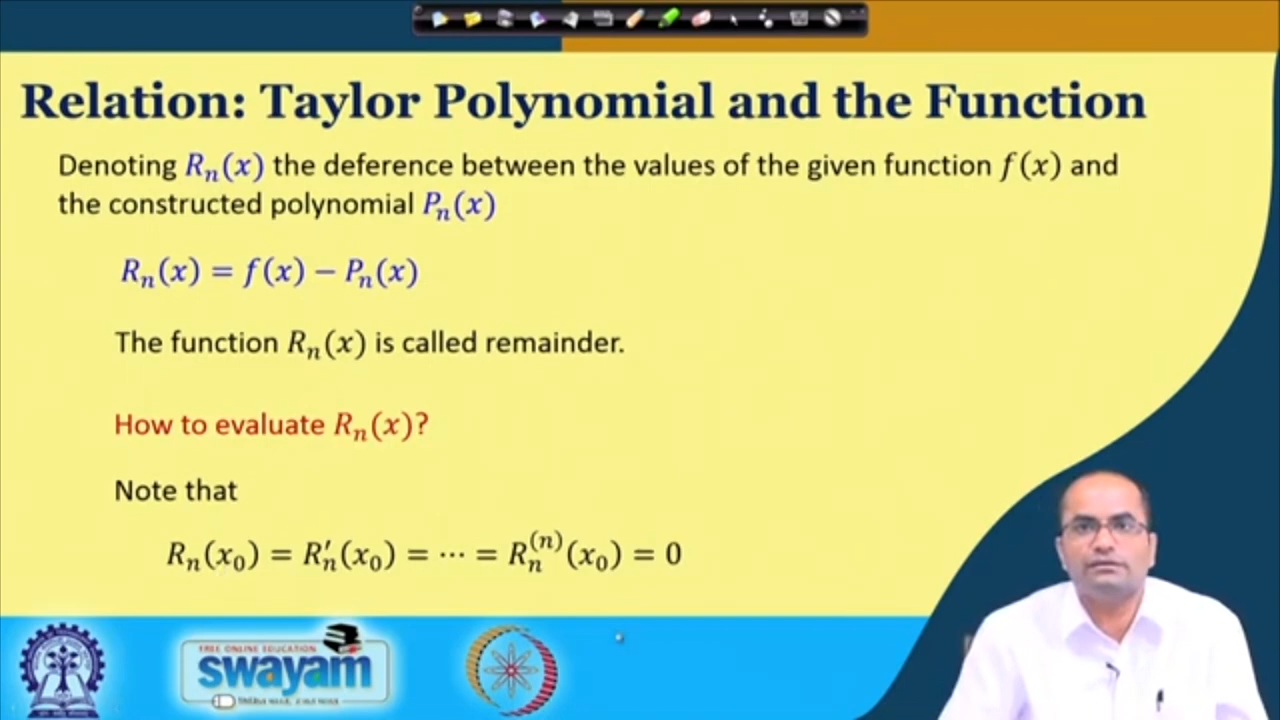 Relation: Taylor Polynomial and the Function
Denoting Rₙ(x) the deference between the values of the given function f(x) and
the constructed polynomial Pₙ(x)
Rₙ(x) = f(x) − Pₙ(x)
The function Rₙ(x) is called remainder.
How to evaluate Rₙ(x)?
Note that
Rₙ(x₀) = R′ₙ(x₀) = ⋯ = Rₙ⁽ⁿ⁾(x₀) = 0
FREE ONLINE EDUCATION
swayam